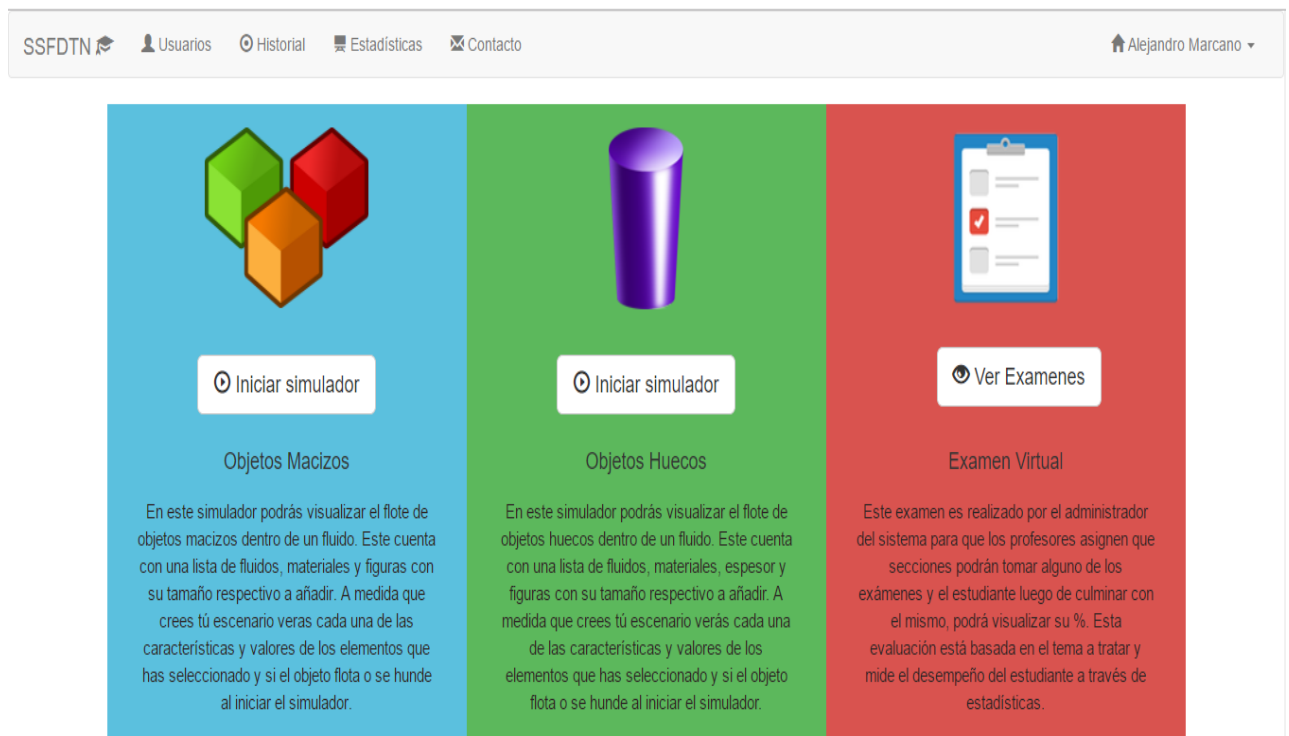 SSFDTN Usuarios Historial Estadísticas Contacto Alejandro Marcano
Iniciar simulador
Objetos Macizos
En este simulador podrás visualizar el flote de
objetos macizos dentro de un fluido. Este cuenta
con una lista de fluidos, materiales y figuras con
su tamaño respectivo a añadir. A medida que
crees tú escenario veras cada una de las
características y valores de los elementos que
has seleccionado y si el objeto flota o se hunde
al iniciar el simulador.
Iniciar simulador
Objetos Huecos
En este simulador podrás visualizar el flote de
objetos huecos dentro de un fluido. Este cuenta
con una lista de fluidos, materiales, espesor y
figuras con su tamaño respectivo a añadir. A
medida que crees tú escenario verás cada una
de las características y valores de los
elementos que has seleccionado y si el objeto
flota o se hunde al iniciar el simulador.
Ver Examenes
Examen Virtual
Este examen es realizado por el administrador
del sistema para que los profesores asignen que
secciones podrán tomar alguno de los
exámenes y el estudiante luego de culminar con
el mismo, podrá visualizar su %. Esta
evaluación está basada en el tema a tratar y
mide el desempeño del estudiante a través de
estadísticas.